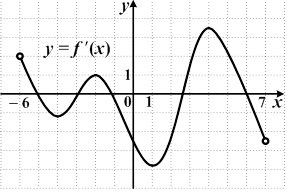 y
y = f ′(x)
1
− 6 0 1 7 x